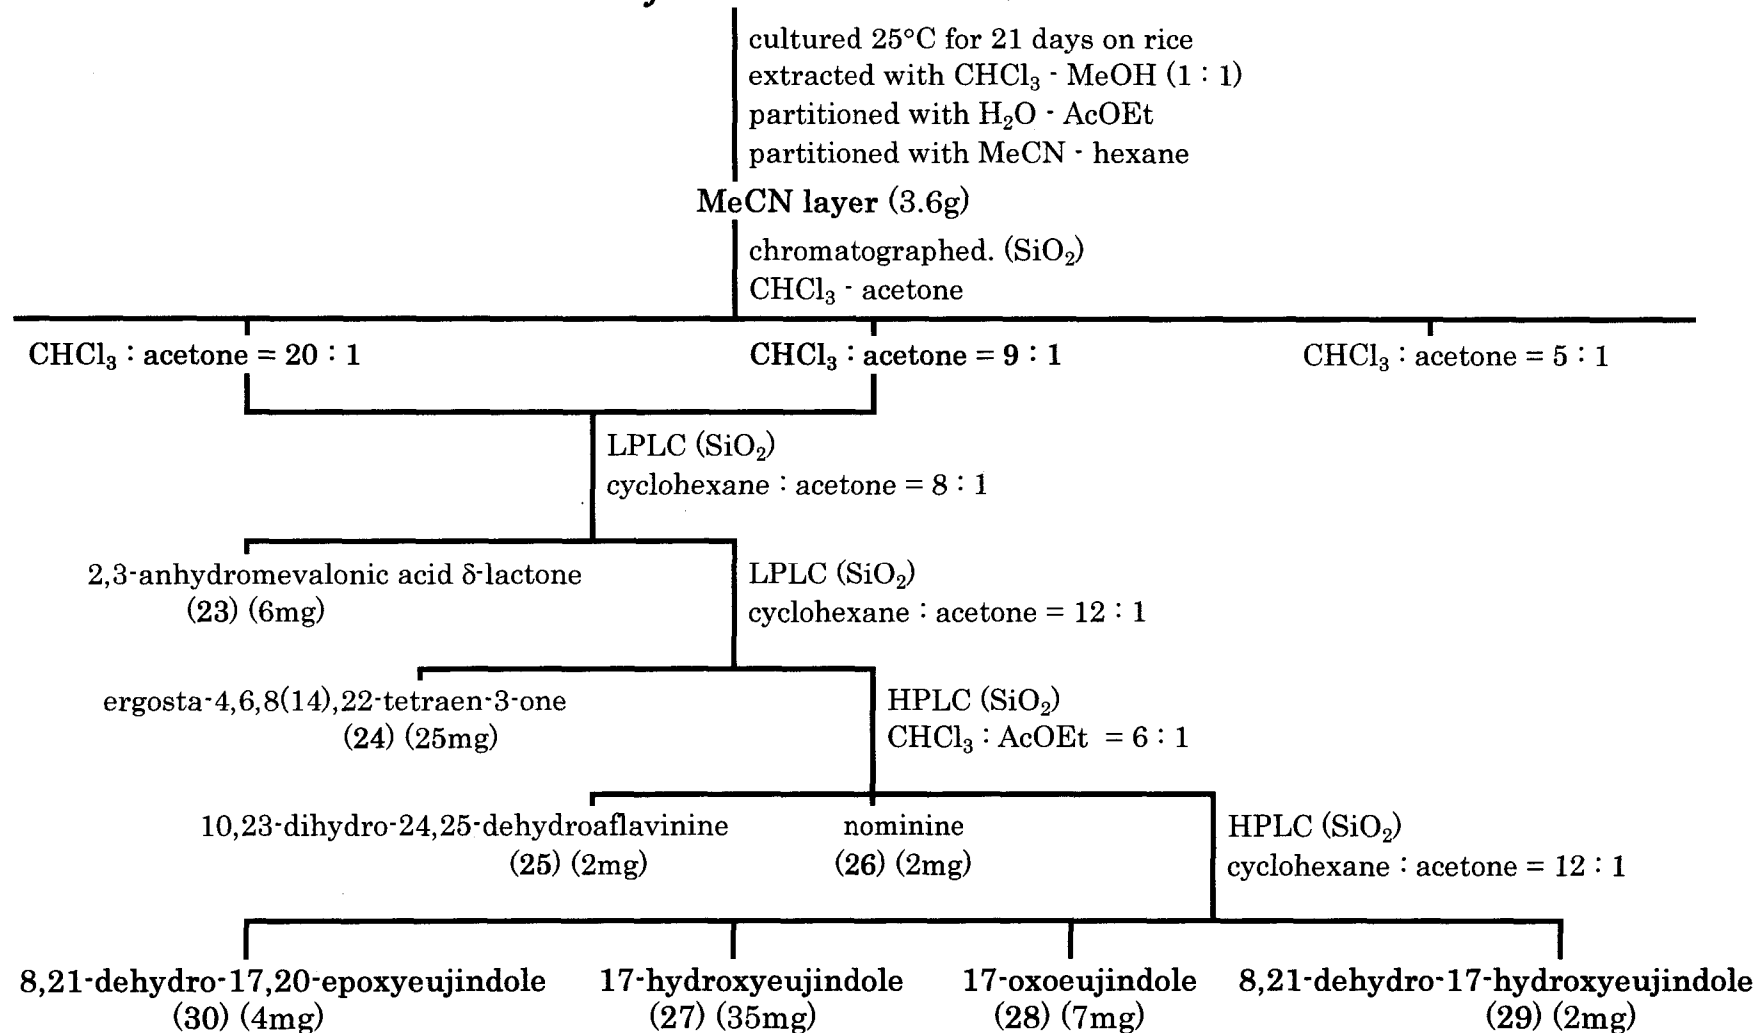 cultured 25°C for 21 days on rice
extracted with CHCl₃ - MeOH (1 : 1)
partitioned with H₂O - AcOEt
partitioned with MeCN - hexane
MeCN layer (3.6g)
chromatographed. (SiO₂)
CHCl₃ - acetone
CHCl₃ : acetone = 20 : 1
CHCl₃ : acetone = 9 : 1
CHCl₃ : acetone = 5 : 1
LPLC (SiO₂)
cyclohexane : acetone = 8 : 1
2,3-anhydromevalonic acid δ-lactone
(23) (6mg)
LPLC (SiO₂)
cyclohexane : acetone = 12 : 1
ergosta-4,6,8(14),22-tetraen-3-one
(24) (25mg)
HPLC (SiO₂)
CHCl₃ : AcOEt = 6 : 1
10,23-dihydro-24,25-dehydroaflavinine
(25) (2mg)
nominine
(26) (2mg)
HPLC (SiO₂)
cyclohexane : acetone = 12 : 1
8,21-dehydro-17,20-epoxyeujindole
(30) (4mg)
17-hydroxyeujindole
(27) (35mg)
17-oxoeujindole
(28) (7mg)
8,21-dehydro-17-hydroxyeujindole
(29) (2mg)